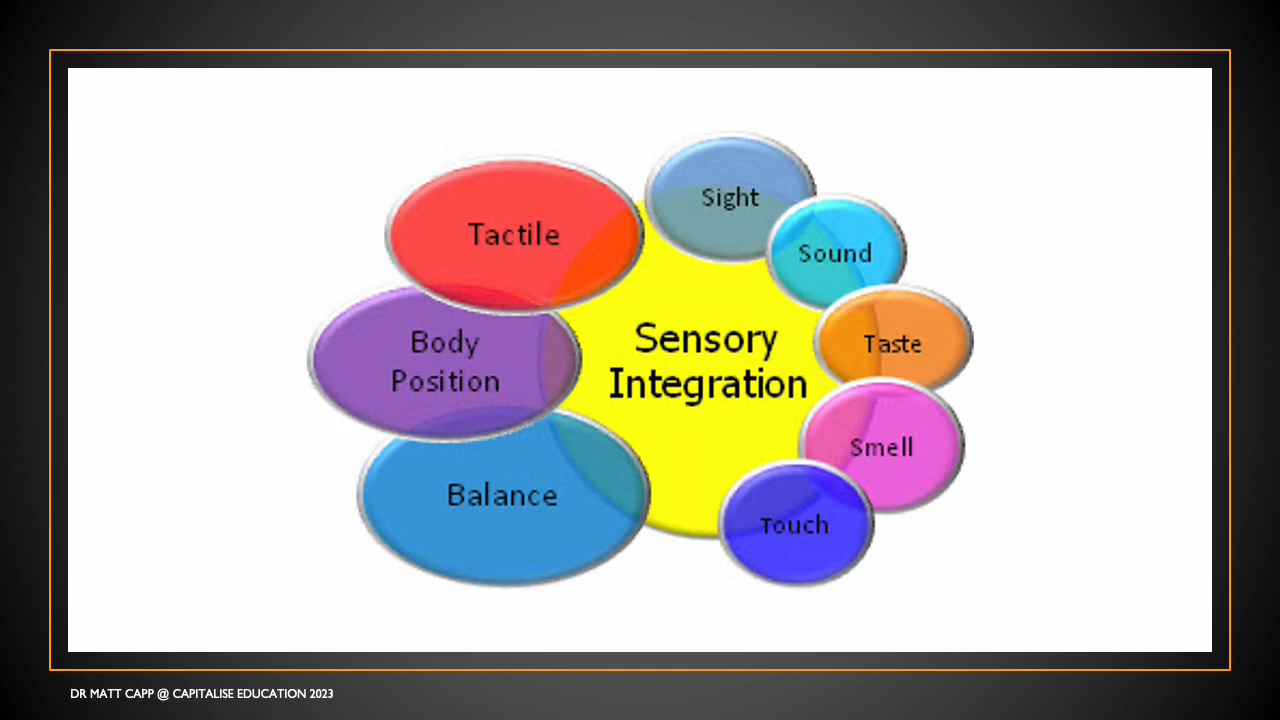 Sight
Tactile
Sound
Body
Position
Sensory
Integration
Taste
Smell
Balance
Touch
DR MATT CAPP @ CAPITALISE EDUCATION 2023